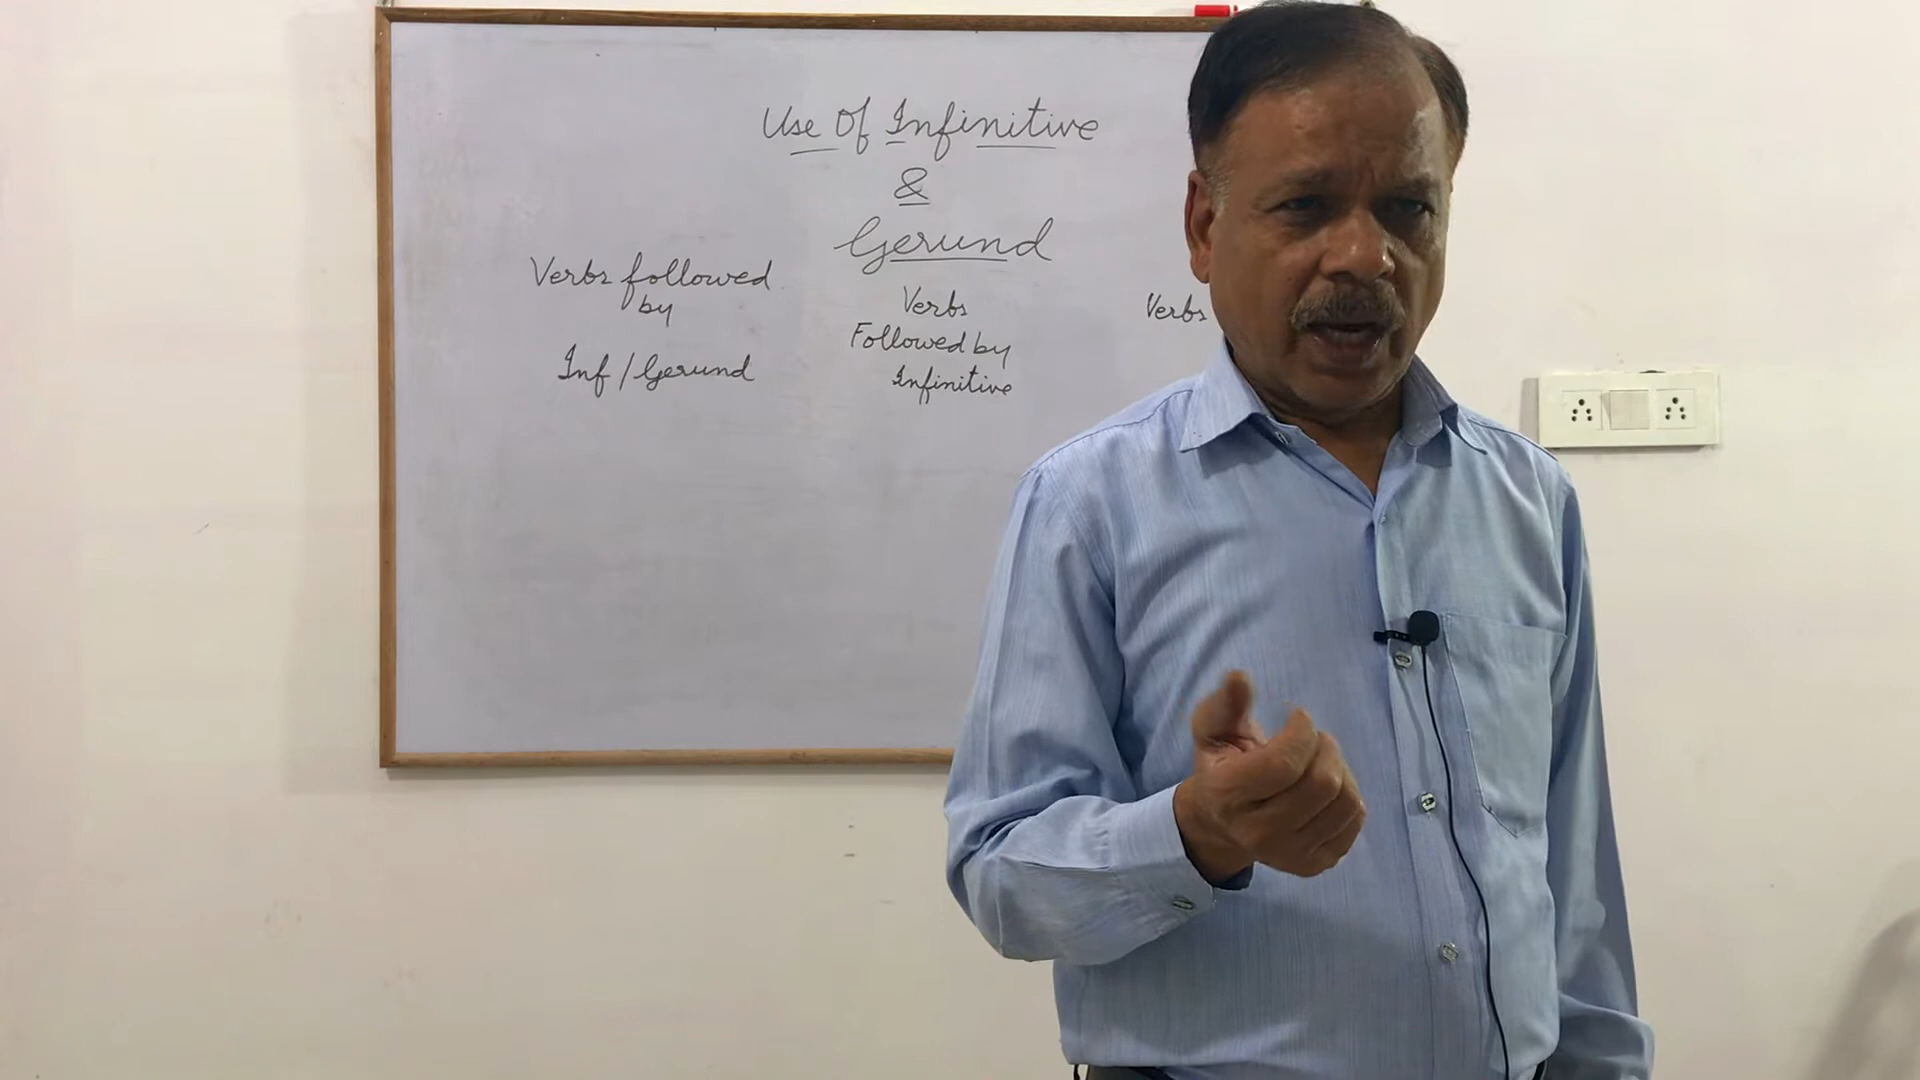 Use Of Infinitive
&
Gerund
Verbs followed
by
Inf / Gerund
Verbs
Followed by
Infinitive
Verbs